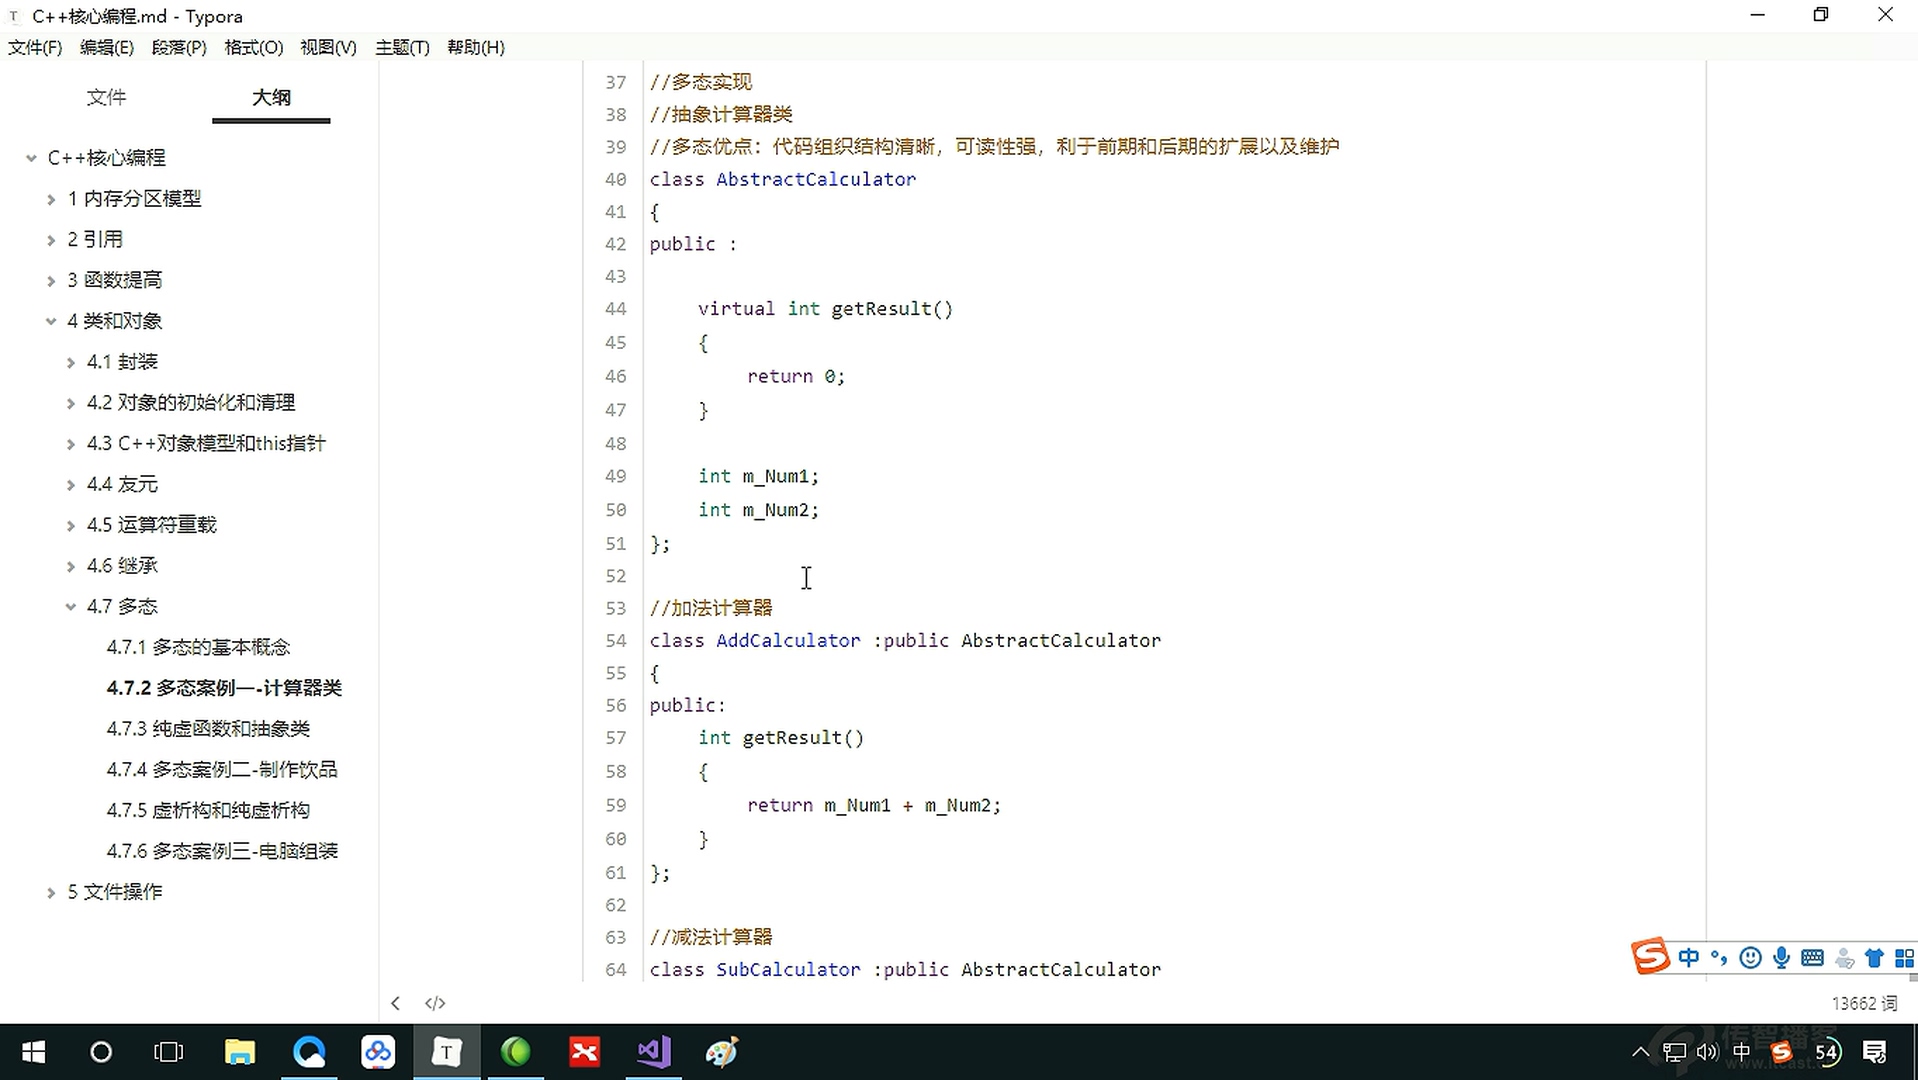 C++核心编程.md - Typora
文件(F) 编辑(E) 段落(P) 格式(O) 视图(V) 主题(T) 帮助(H)
文件 大纲
C++核心编程
1 内存分区模型
2 引用
3 函数提高
4 类和对象
4.1 封装
4.2 对象的初始化和清理
4.3 C++对象模型和this指针
4.4 友元
4.5 运算符重载
4.6 继承
4.7 多态
4.7.1 多态的基本概念
4.7.2 多态案例一-计算器类
4.7.3 纯虚函数和抽象类
4.7.4 多态案例二-制作饮品
4.7.5 虚析构和纯虚析构
4.7.6 多态案例三-电脑组装
5 文件操作
37 //多态实现
38 //抽象计算器类
39 //多态优点：代码组织结构清晰，可读性强，利于前期和后期的扩展以及维护
40 class AbstractCalculator
41 {
42 public :
43
44 virtual int getResult()
45 {
46 return 0;
47 }
48
49 int m_Num1;
50 int m_Num2;
51 };
52
53 //加法计算器
54 class AddCalculator :public AbstractCalculator
55 {
56 public:
57 int getResult()
58 {
59 return m_Num1 + m_Num2;
60 }
61 };
62
63 //减法计算器
64 class SubCalculator :public AbstractCalculator
中
13662 词
中 54
传智播客